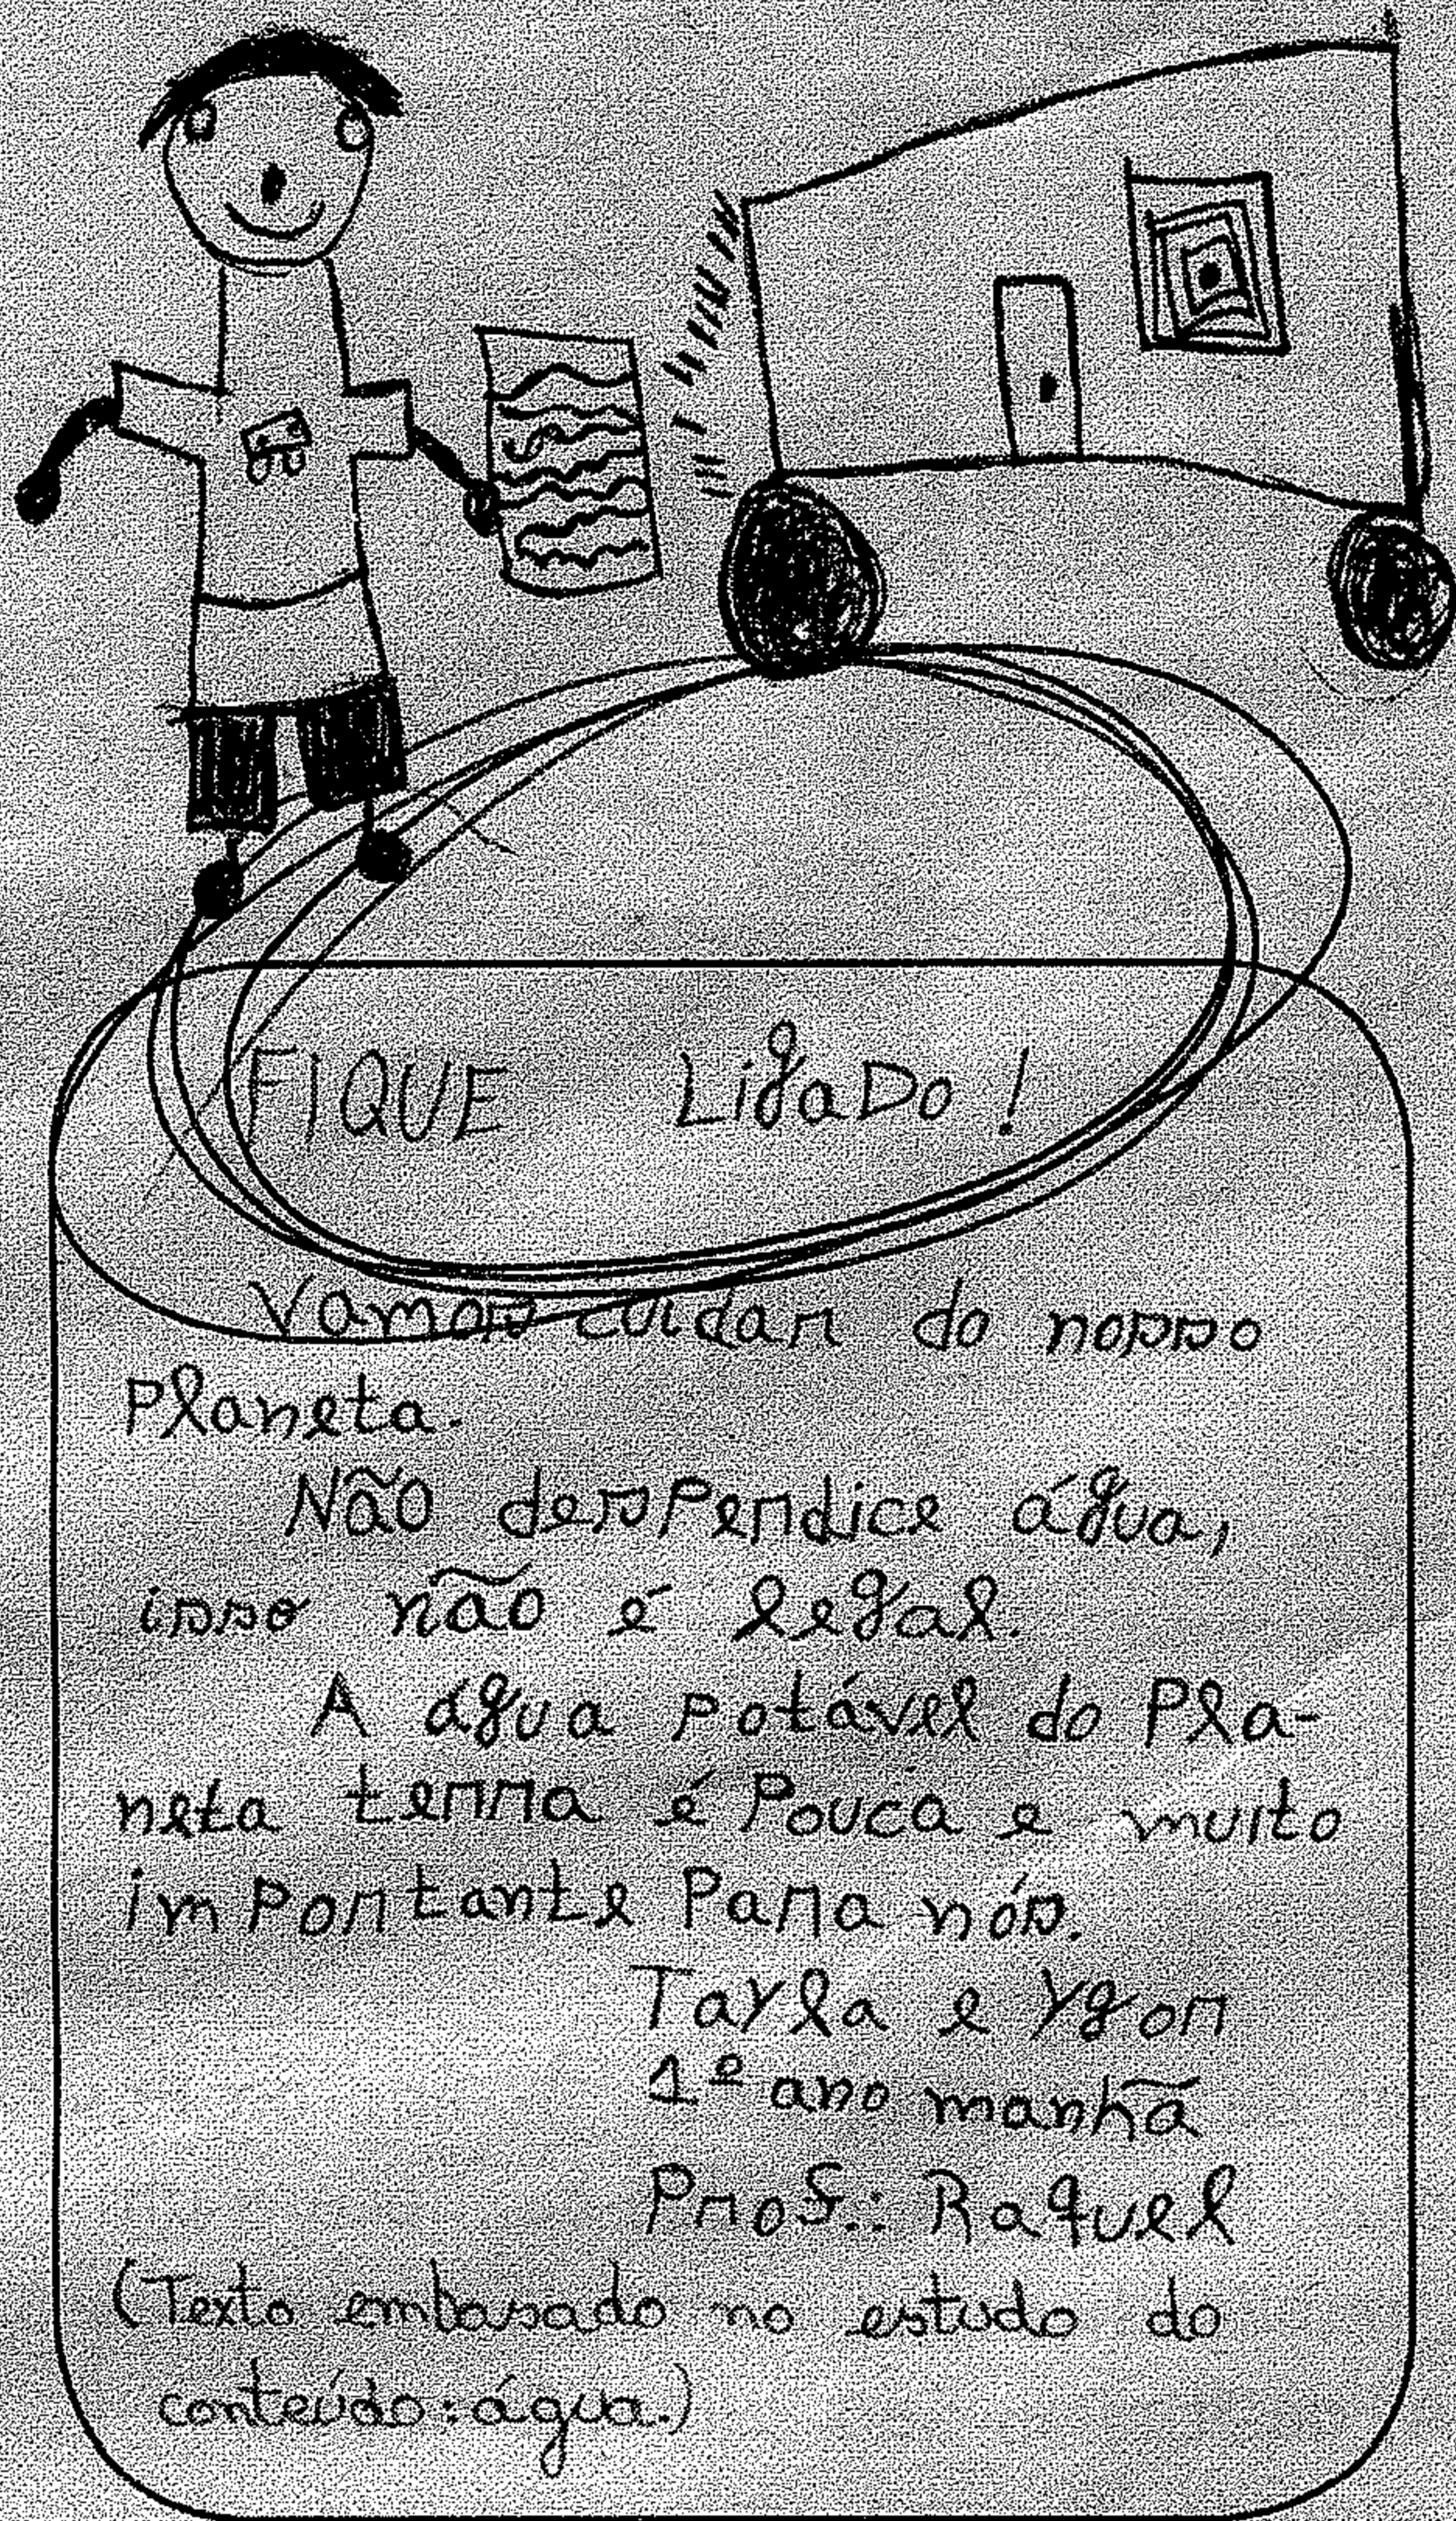 FIQUE LigaDo!
Vamos cuidar do nosso
Planeta.
Não desperdice água,
isso não é legal.
A água potável do Pla-
neta terra é Pouca e muito
importante Para nós.
Tayla e Ygor
1º ano manhã
Prof.: Raquel
(Texto embasado no estudo do
conteúdo: água.)